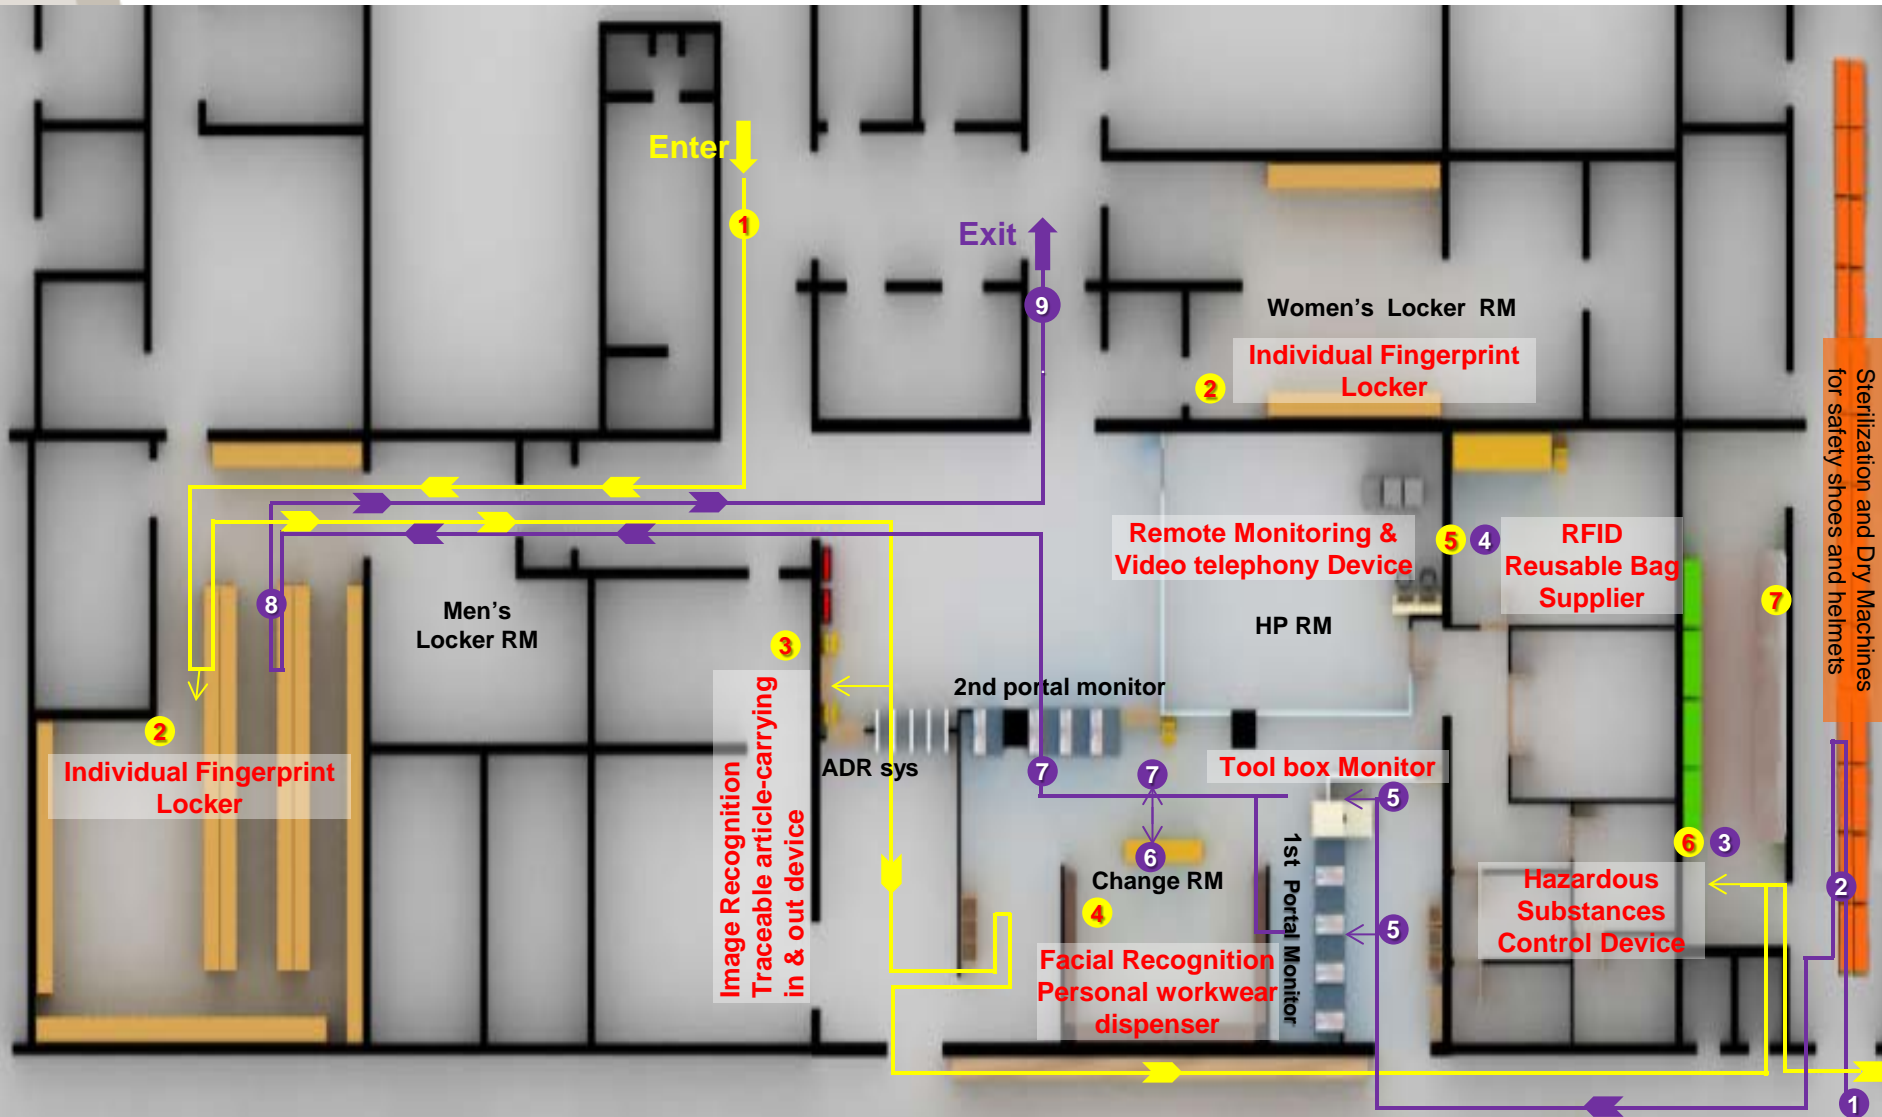 Enter
1
Exit
9
Women's Locker RM
Individual Fingerprint
Locker
2
Sterilization and Dry Machines
for safety shoes and helmets
Remote Monitoring &
Video telephony Device
5
4
RFID
Reusable Bag
Supplier
7
HP RM
8
Men's
Locker RM
3
Image Recognition
Traceable article-carrying
in & out device
2nd portal monitor
2
Individual Fingerprint
Locker
ADR sys
7
7
Tool box Monitor
5
6
Change RM
4
Facial Recognition
Personal workwear
dispenser
1st Portal Monitor
5
6
3
Hazardous
Substances
Control Device
2
1